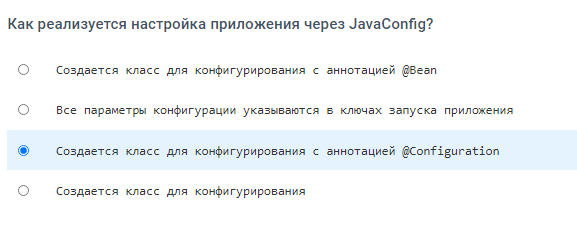 Как реализуется настройка приложения через JavaConfig?
Создается класс для конфигурирования с аннотацией @Bean
Все параметры конфигурации указываются в ключах запуска приложения
Создается класс для конфигурирования с аннотацией @Configuration
Создается класс для конфигурирования